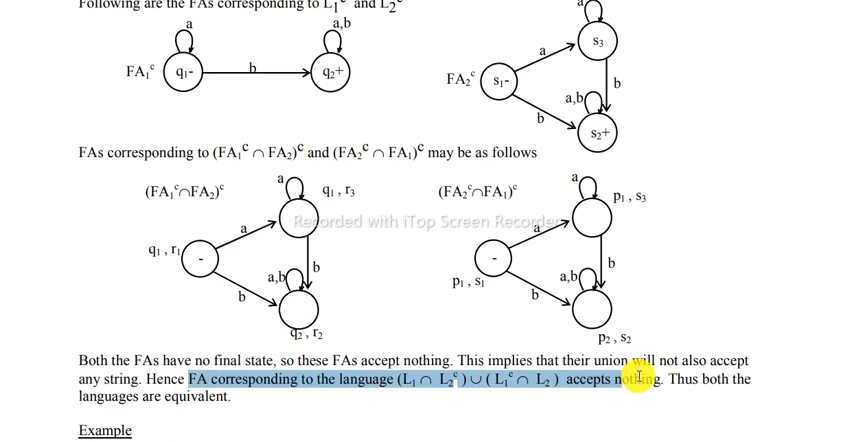 Following are the FAs corresponding to L₁ᶜ and L₂ᶜ
a
a,b
FA₁ᶜ
q₁-
b
q₂+
a
s₃
a
FA₂ᶜ
s₁-
b
a,b
b
s₂+
FAs corresponding to (FA₁ᶜ ∩ FA₂)ᶜ and (FA₂ᶜ ∩ FA₁)ᶜ may be as follows
(FA₁ᶜ∩FA₂)ᶜ
a
q₁ , r₃
a
q₁ , r₁
-
b
a,b
b
q₂ , r₂
(FA₂ᶜ∩FA₁)ᶜ
a
p₁ , s₃
a
-
p₁ , s₁
b
a,b
b
p₂ , s₂
Recorded with iTop Screen Recorder
Both the FAs have no final state, so these FAs accept nothing. This implies that their union will not also accept
any string. Hence FA corresponding to the language (L₁ ∩ L₂ᶜ) ∪ ( L₁ᶜ ∩ L₂ ) accepts nothing. Thus both the
languages are equivalent.
Example